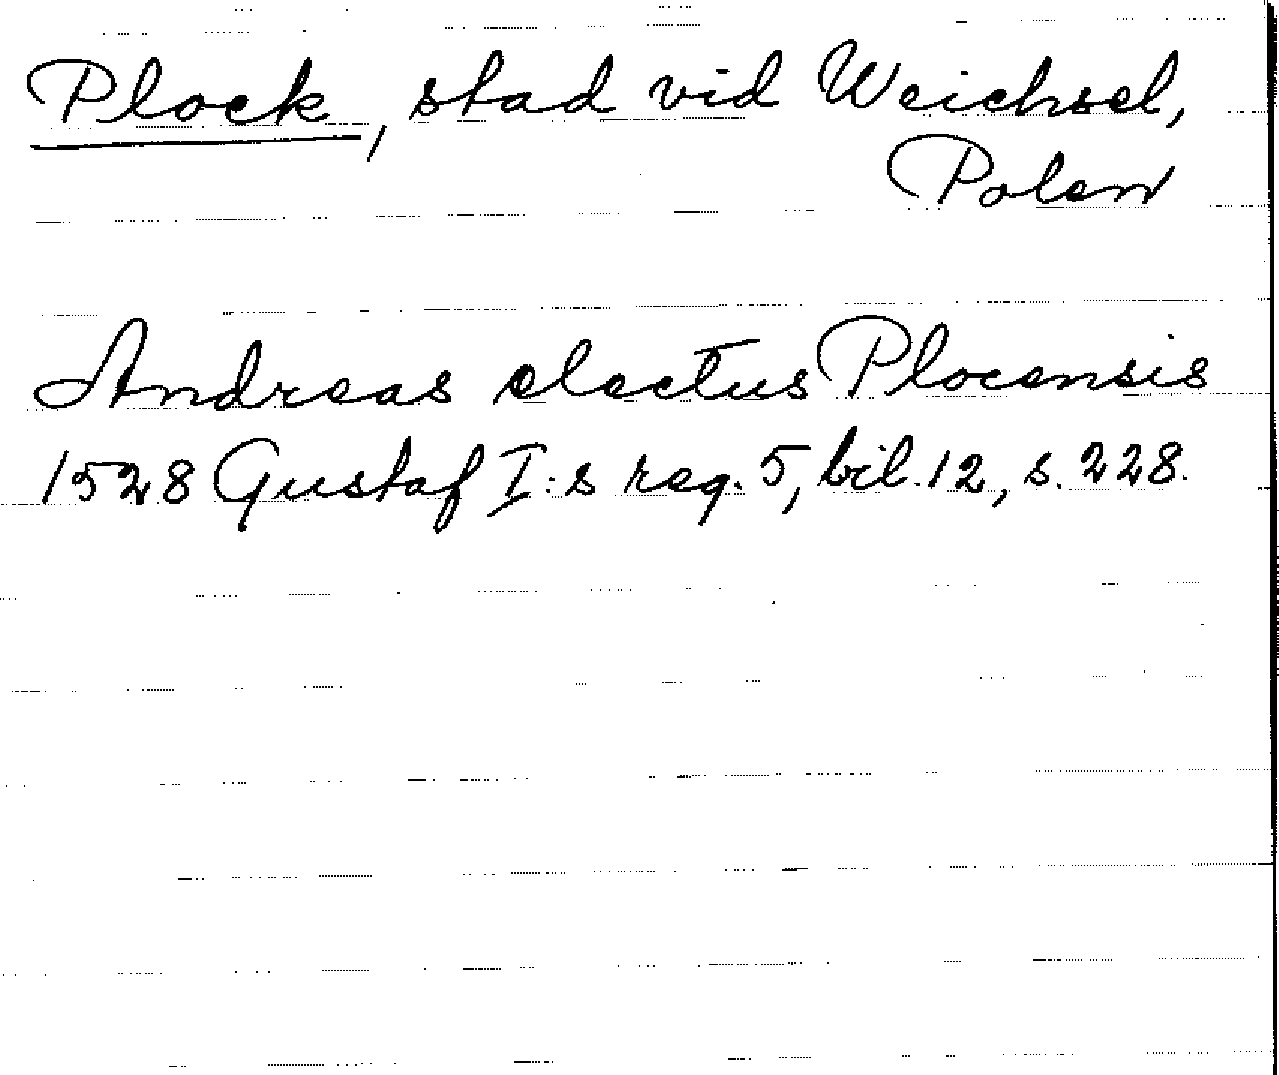 Plock, stad vid Weichsel,
Polen
Andreas electus Plocensis
1528 Gustaf I:s reg. 5, bil. 12, s. 228.